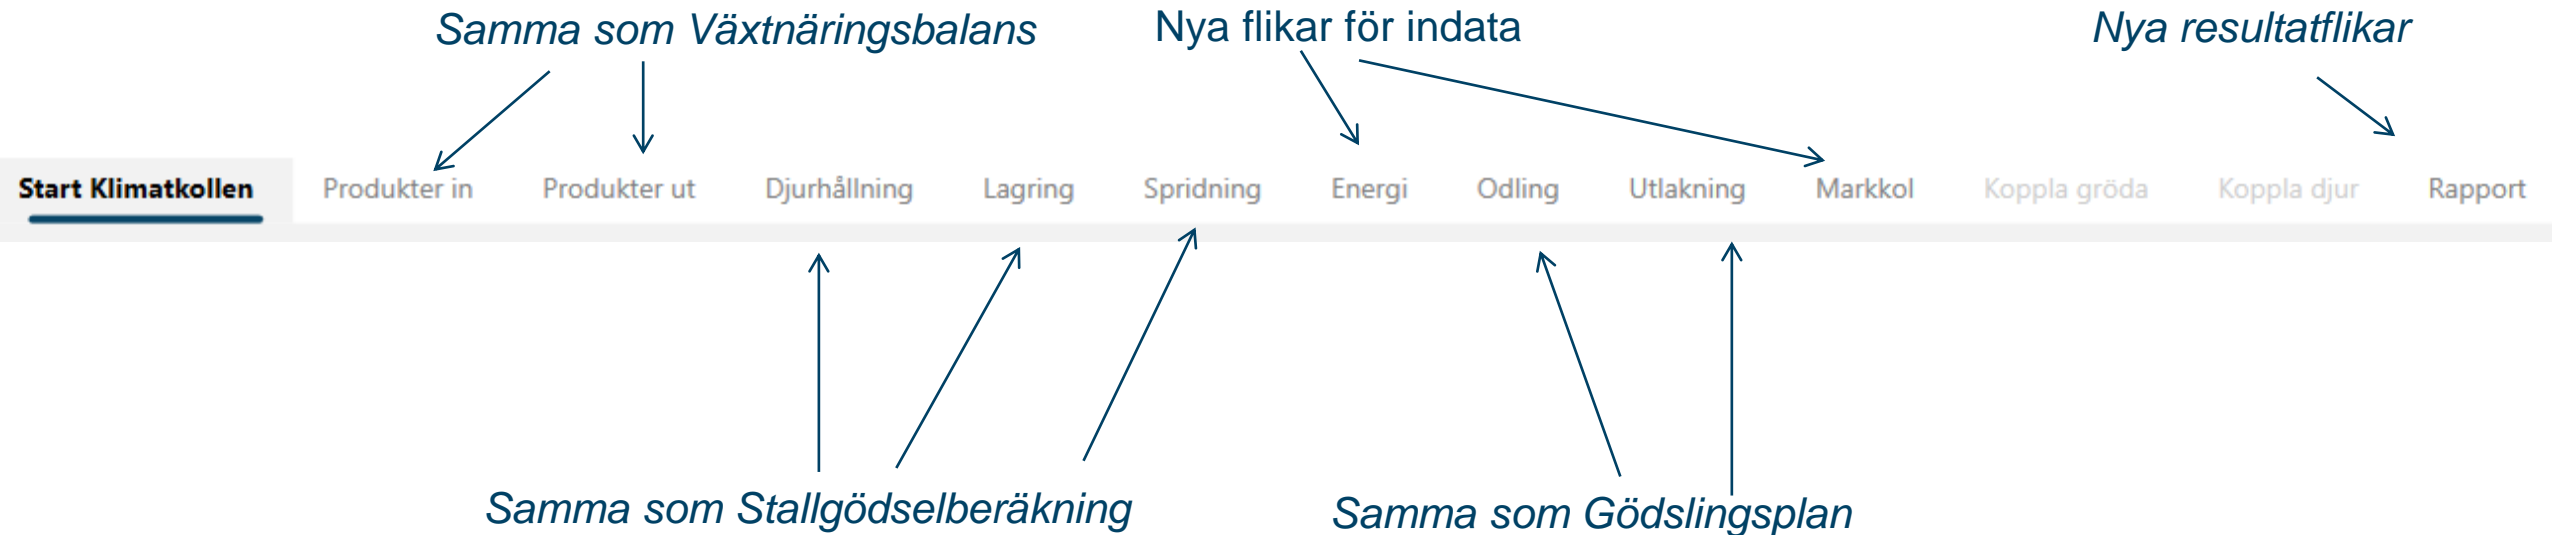 Samma som Växtnäringsbalans
Nya flikar för indata
Nya resultatflikar
Start Klimatkollen Produkter in Produkter ut Djurhållning Lagring Spridning Energi Odling Utlakning Markkol Koppla gröda Koppla djur Rapport
Samma som Stallgödselberäkning
Samma som Gödslingsplan